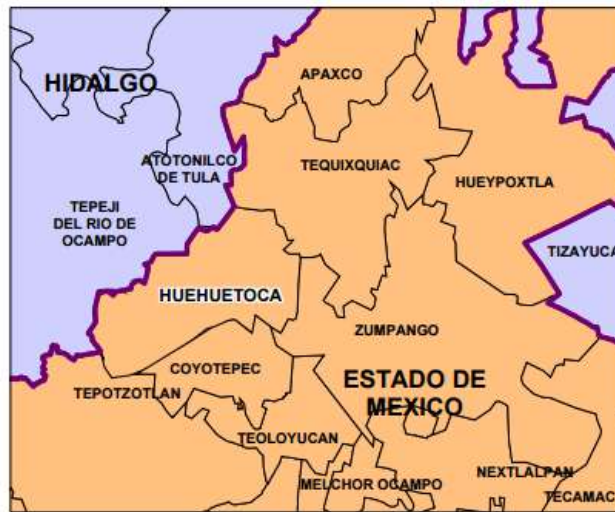 HIDALGO
APAXCO
ATOTONILCO
DE TULA
TEQUIXQUIAC
HUEYPOXTLA
TEPEJI
DEL RIO DE
OCAMPO
TIZAYUCA
HUEHUETOCA
ZUMPANGO
COYOTEPEC
ESTADO DE
MEXICO
TEPOTZOTLAN
TEOLOYUCAN
MELCHOR OCAMPO
NEXTLALPAN
TECAMAC